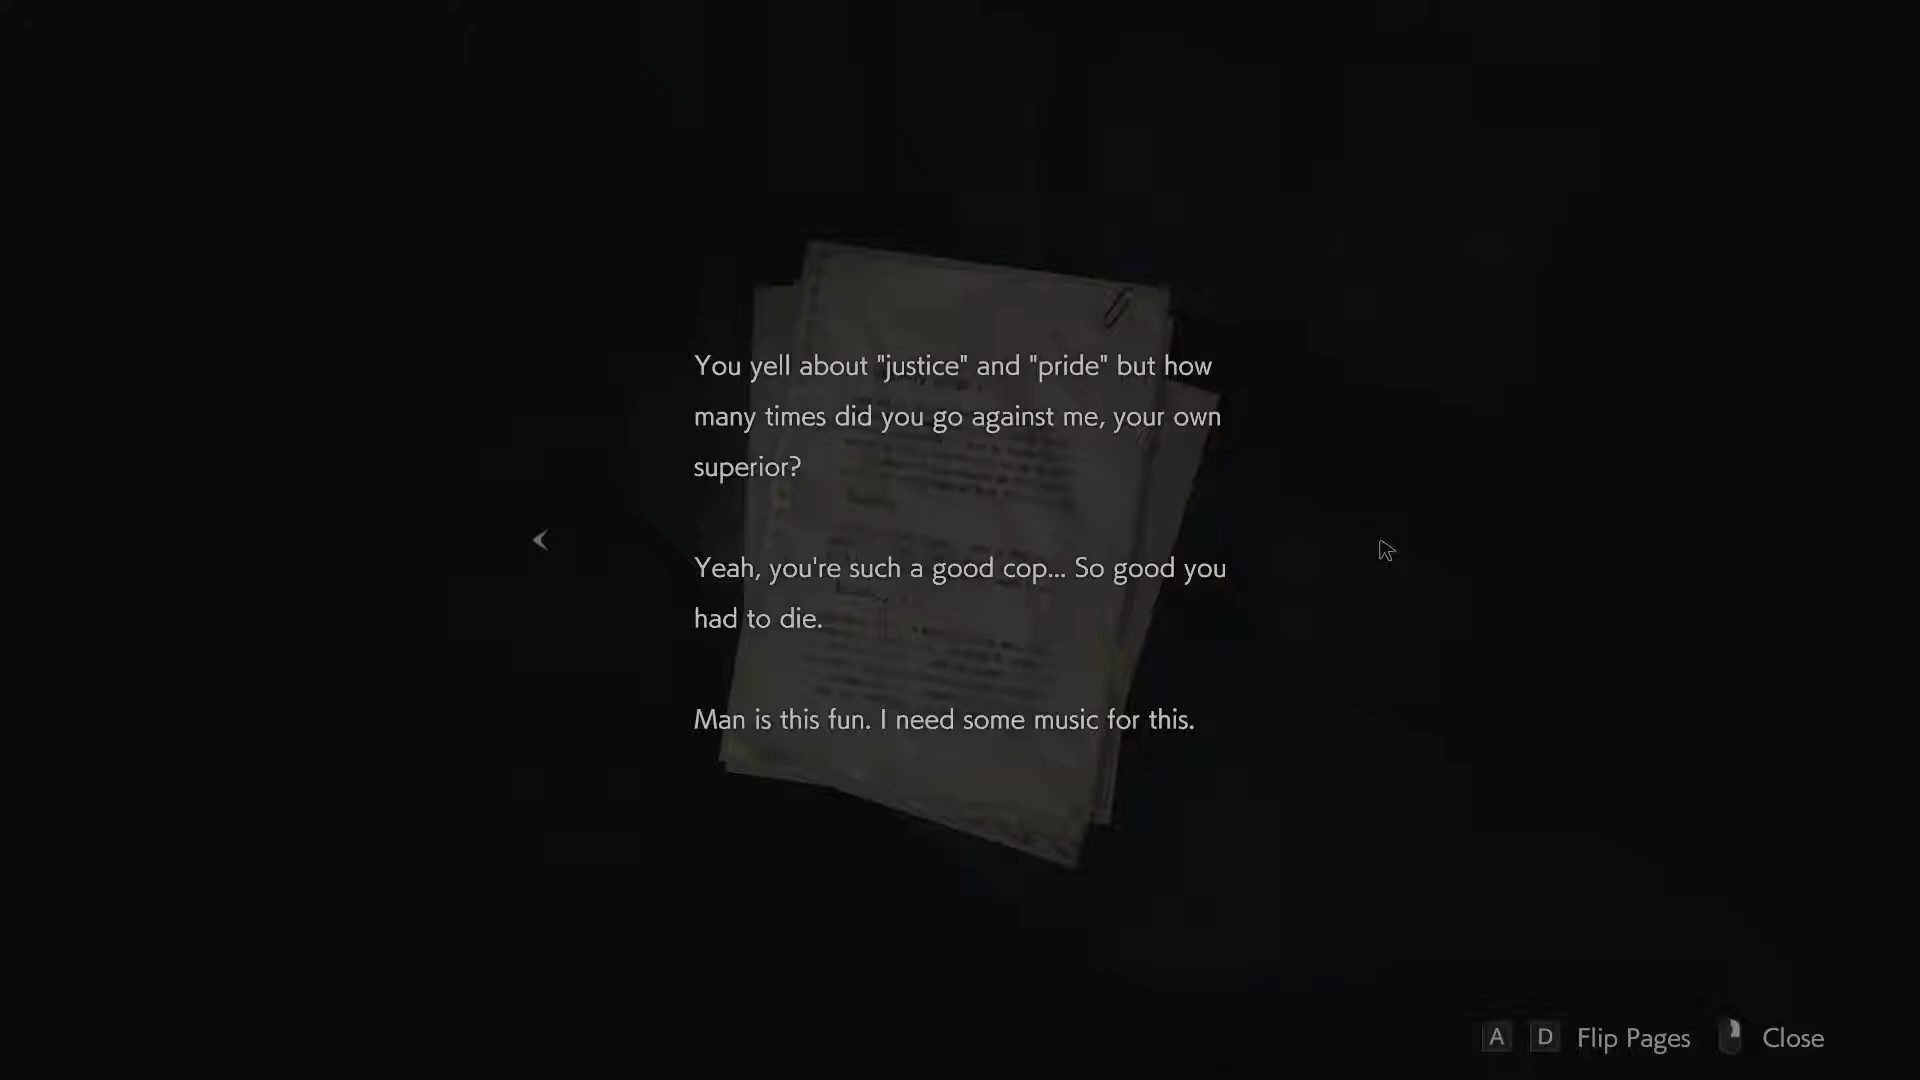 You yell about "justice" and "pride" but how
many times did you go against me, your own
superior?
Yeah, you're such a good cop... So good you
had to die.
Man is this fun. I need some music for this.
A D Flip Pages Close